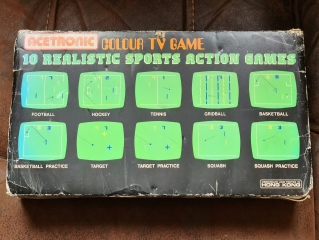 ACETRONIC COLOUR TV GAME
10 REALISTIC SPORTS ACTION GAMES
FOOTBALL HOCKEY TENNIS GRIDBALL BASKETBALL
BASKETBALL PRACTICE TARGET TARGET PRACTICE SQUASH SQUASH PRACTICE
HONG KONG